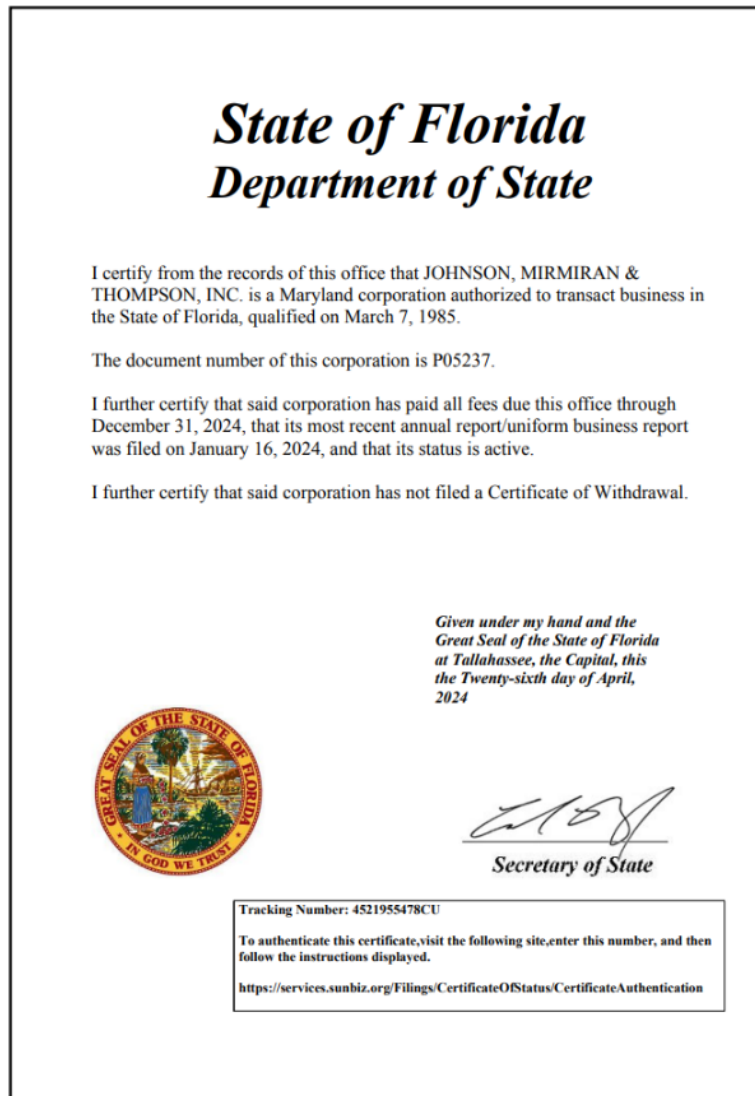 State of Florida
Department of State
I certify from the records of this office that JOHNSON, MIRMIRAN &
THOMPSON, INC. is a Maryland corporation authorized to transact business in
the State of Florida, qualified on March 7, 1985.
The document number of this corporation is P05237.
I further certify that said corporation has paid all fees due this office through
December 31, 2024, that its most recent annual report/uniform business report
was filed on January 16, 2024, and that its status is active.
I further certify that said corporation has not filed a Certificate of Withdrawal.
Given under my hand and the
Great Seal of the State of Florida
at Tallahassee, the Capital, this
the Twenty-sixth day of April,
2024
GREAT SEAL OF THE STATE OF FLORIDA
IN GOD WE TRUST
Secretary of State
Tracking Number: 4521955478CU
To authenticate this certificate,visit the following site,enter this number, and then
follow the instructions displayed.
https://services.sunbiz.org/Filings/CertificateOfStatus/CertificateAuthentication